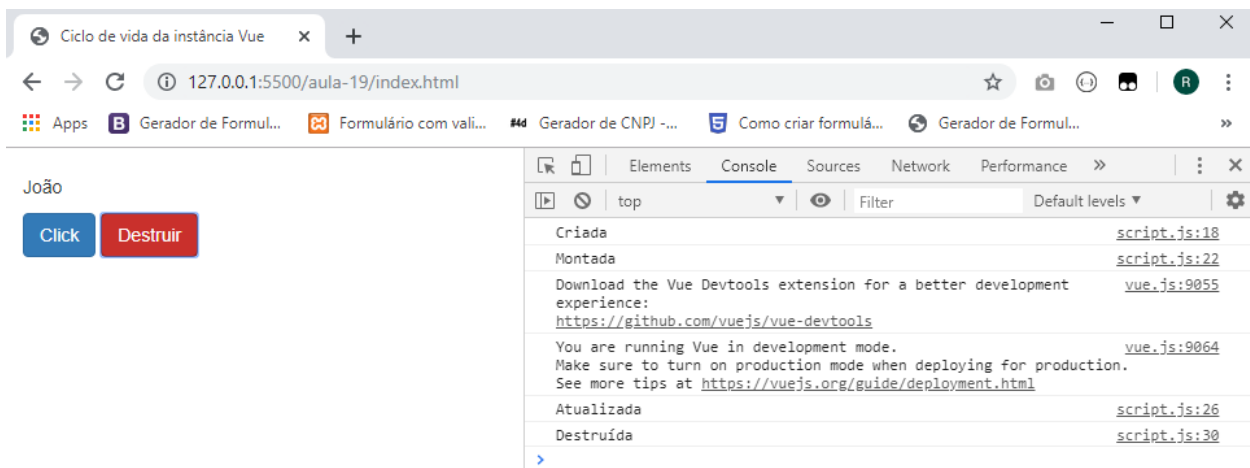 Ciclo de vida da instância Vue
127.0.0.1:5500/aula-19/index.html
R
Apps B Gerador de Formul... Formulário com vali... #4d Gerador de CNPJ -... 5 Como criar formulá... Gerador de Formul... »
João
Click Destruir
Elements Console Sources Network Performance »
top Filter Default levels ▼
Criada script.js:18
Montada script.js:22
Download the Vue Devtools extension for a better development vue.js:9055
experience:
https://github.com/vuejs/vue-devtools
You are running Vue in development mode. vue.js:9064
Make sure to turn on production mode when deploying for production.
See more tips at https://vuejs.org/guide/deployment.html
Atualizada script.js:26
Destruída script.js:30
>